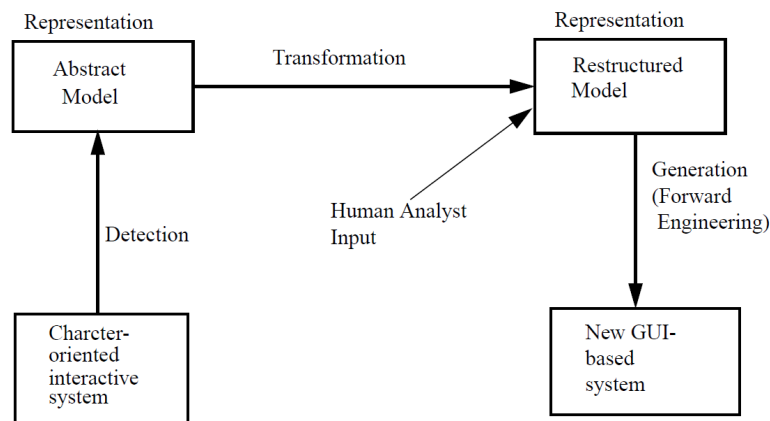 Representation
Abstract
Model
Transformation
Representation
Restructured
Model
Human Analyst
Input
Generation
(Forward
Engineering)
Detection
Charcter-
oriented
interactive
system
New GUI-
based
system